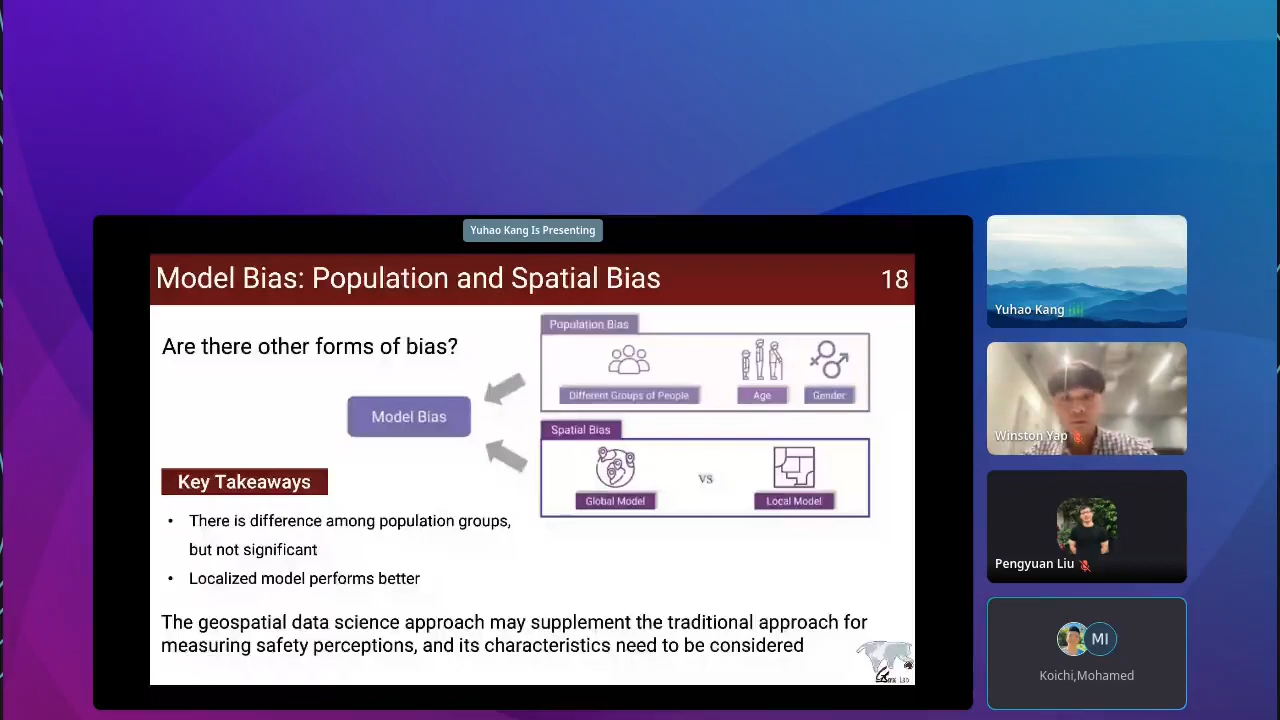 Yuhao Kang Is Presenting
Model Bias: Population and Spatial Bias
18
Are there other forms of bias?
Model Bias
Population Bias
Different Groups of People
Age
Gender
Spatial Bias
Global Model
vs
Local Model
Key Takeaways
• There is difference among population groups,
but not significant
• Localized model performs better
The geospatial data science approach may supplement the traditional approach for
measuring safety perceptions, and its characteristics need to be considered
Yuhao Kang
Winston Yap
Pengyuan Liu
MI
Koichi,Mohamed